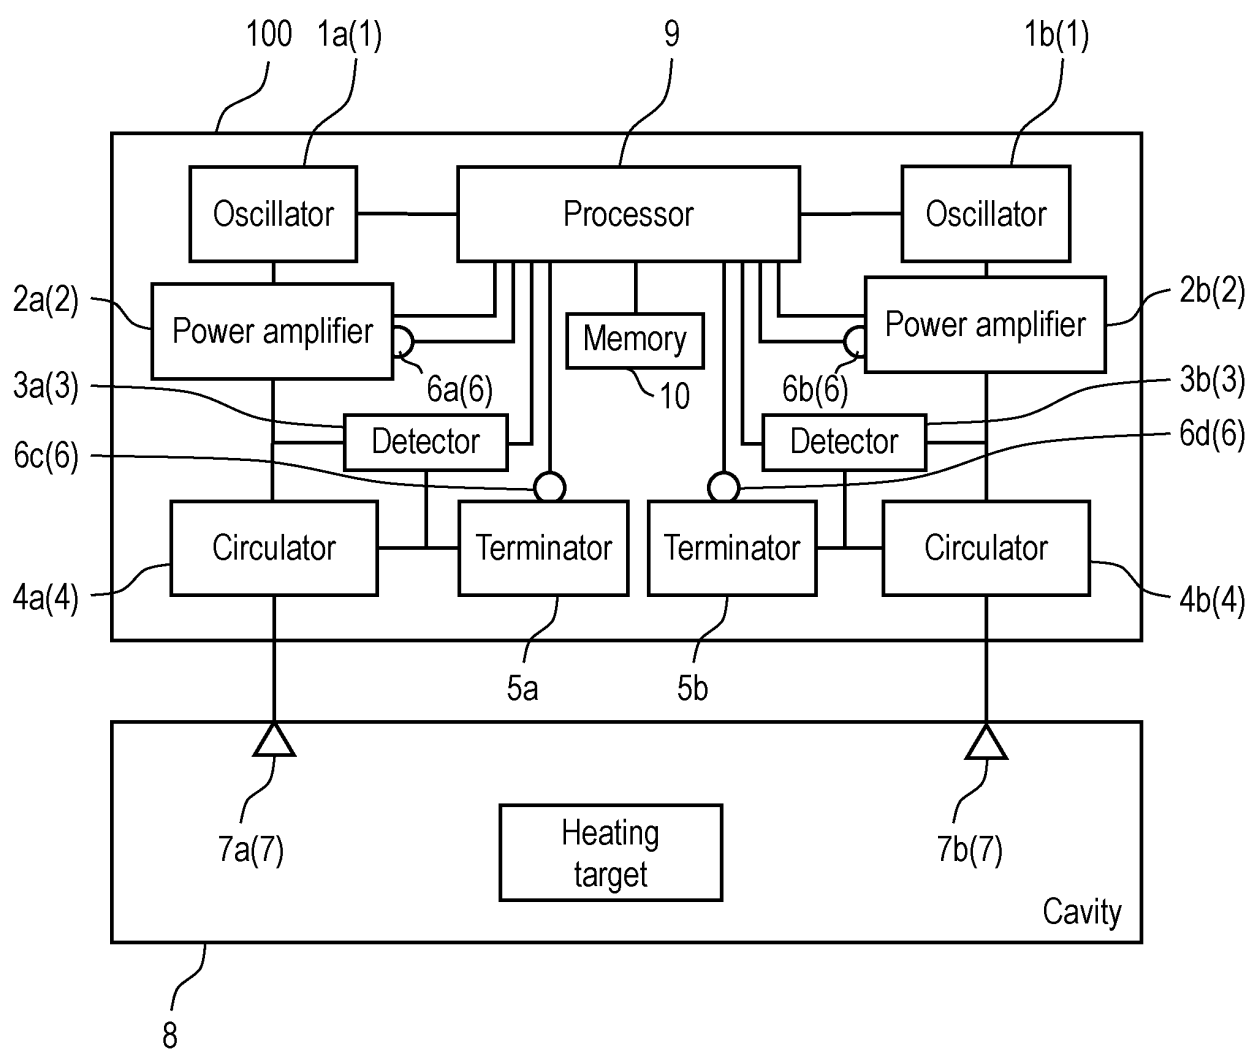 100 1a(1) 9 1b(1)
Oscillator Processor Oscillator
2a(2) 2b(2)
Power amplifier Memory Power amplifier
3a(3) 6a(6) 10 6b(6) 3b(3)
6c(6) Detector Detector 6d(6)
Circulator Terminator Terminator Circulator
4a(4) 4b(4)
5a 5b
7a(7) 7b(7)
Heating
target
Cavity
8